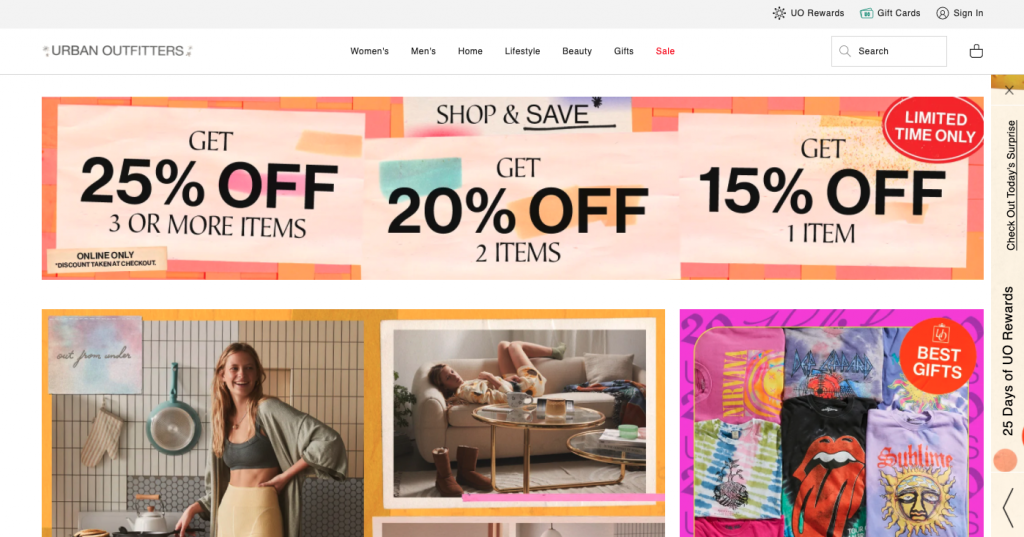 UO Rewards
Gift Cards
Sign In
URBAN OUTFITTERS
Women's
Men's
Home
Lifestyle
Beauty
Gifts
Sale
Search
SHOP & SAVE*
LIMITED
TIME ONLY
GET
25% OFF
3 OR MORE ITEMS
ONLINE ONLY
*DISCOUNT TAKEN AT CHECKOUT.
GET
20% OFF
2 ITEMS
GET
15% OFF
1 ITEM
Check Out Today's Surprise
25 Days of UO Rewards
out from under
UO
BEST
GIFTS
NIRVANA
DEF LEPPARD
Sublime